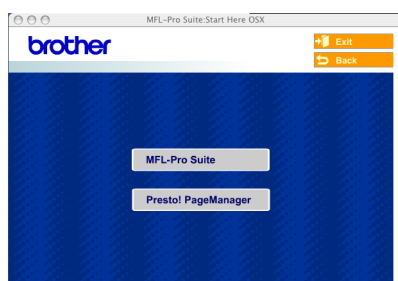 MFL-Pro Suite:Start Here OSX
brother
Exit
Back
MFL-Pro Suite
Presto! PageManager